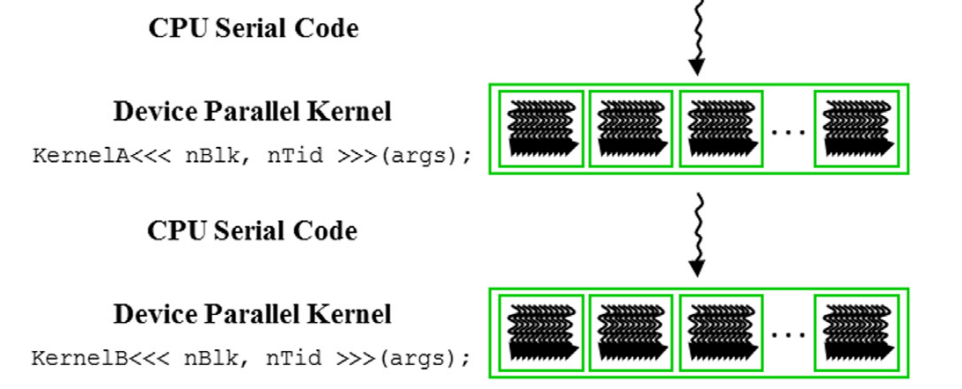 CPU Serial Code
Device Parallel Kernel
KernelA<<< nBlk, nTid >>>(args);
...
CPU Serial Code
Device Parallel Kernel
KernelB<<< nBlk, nTid >>>(args);
...